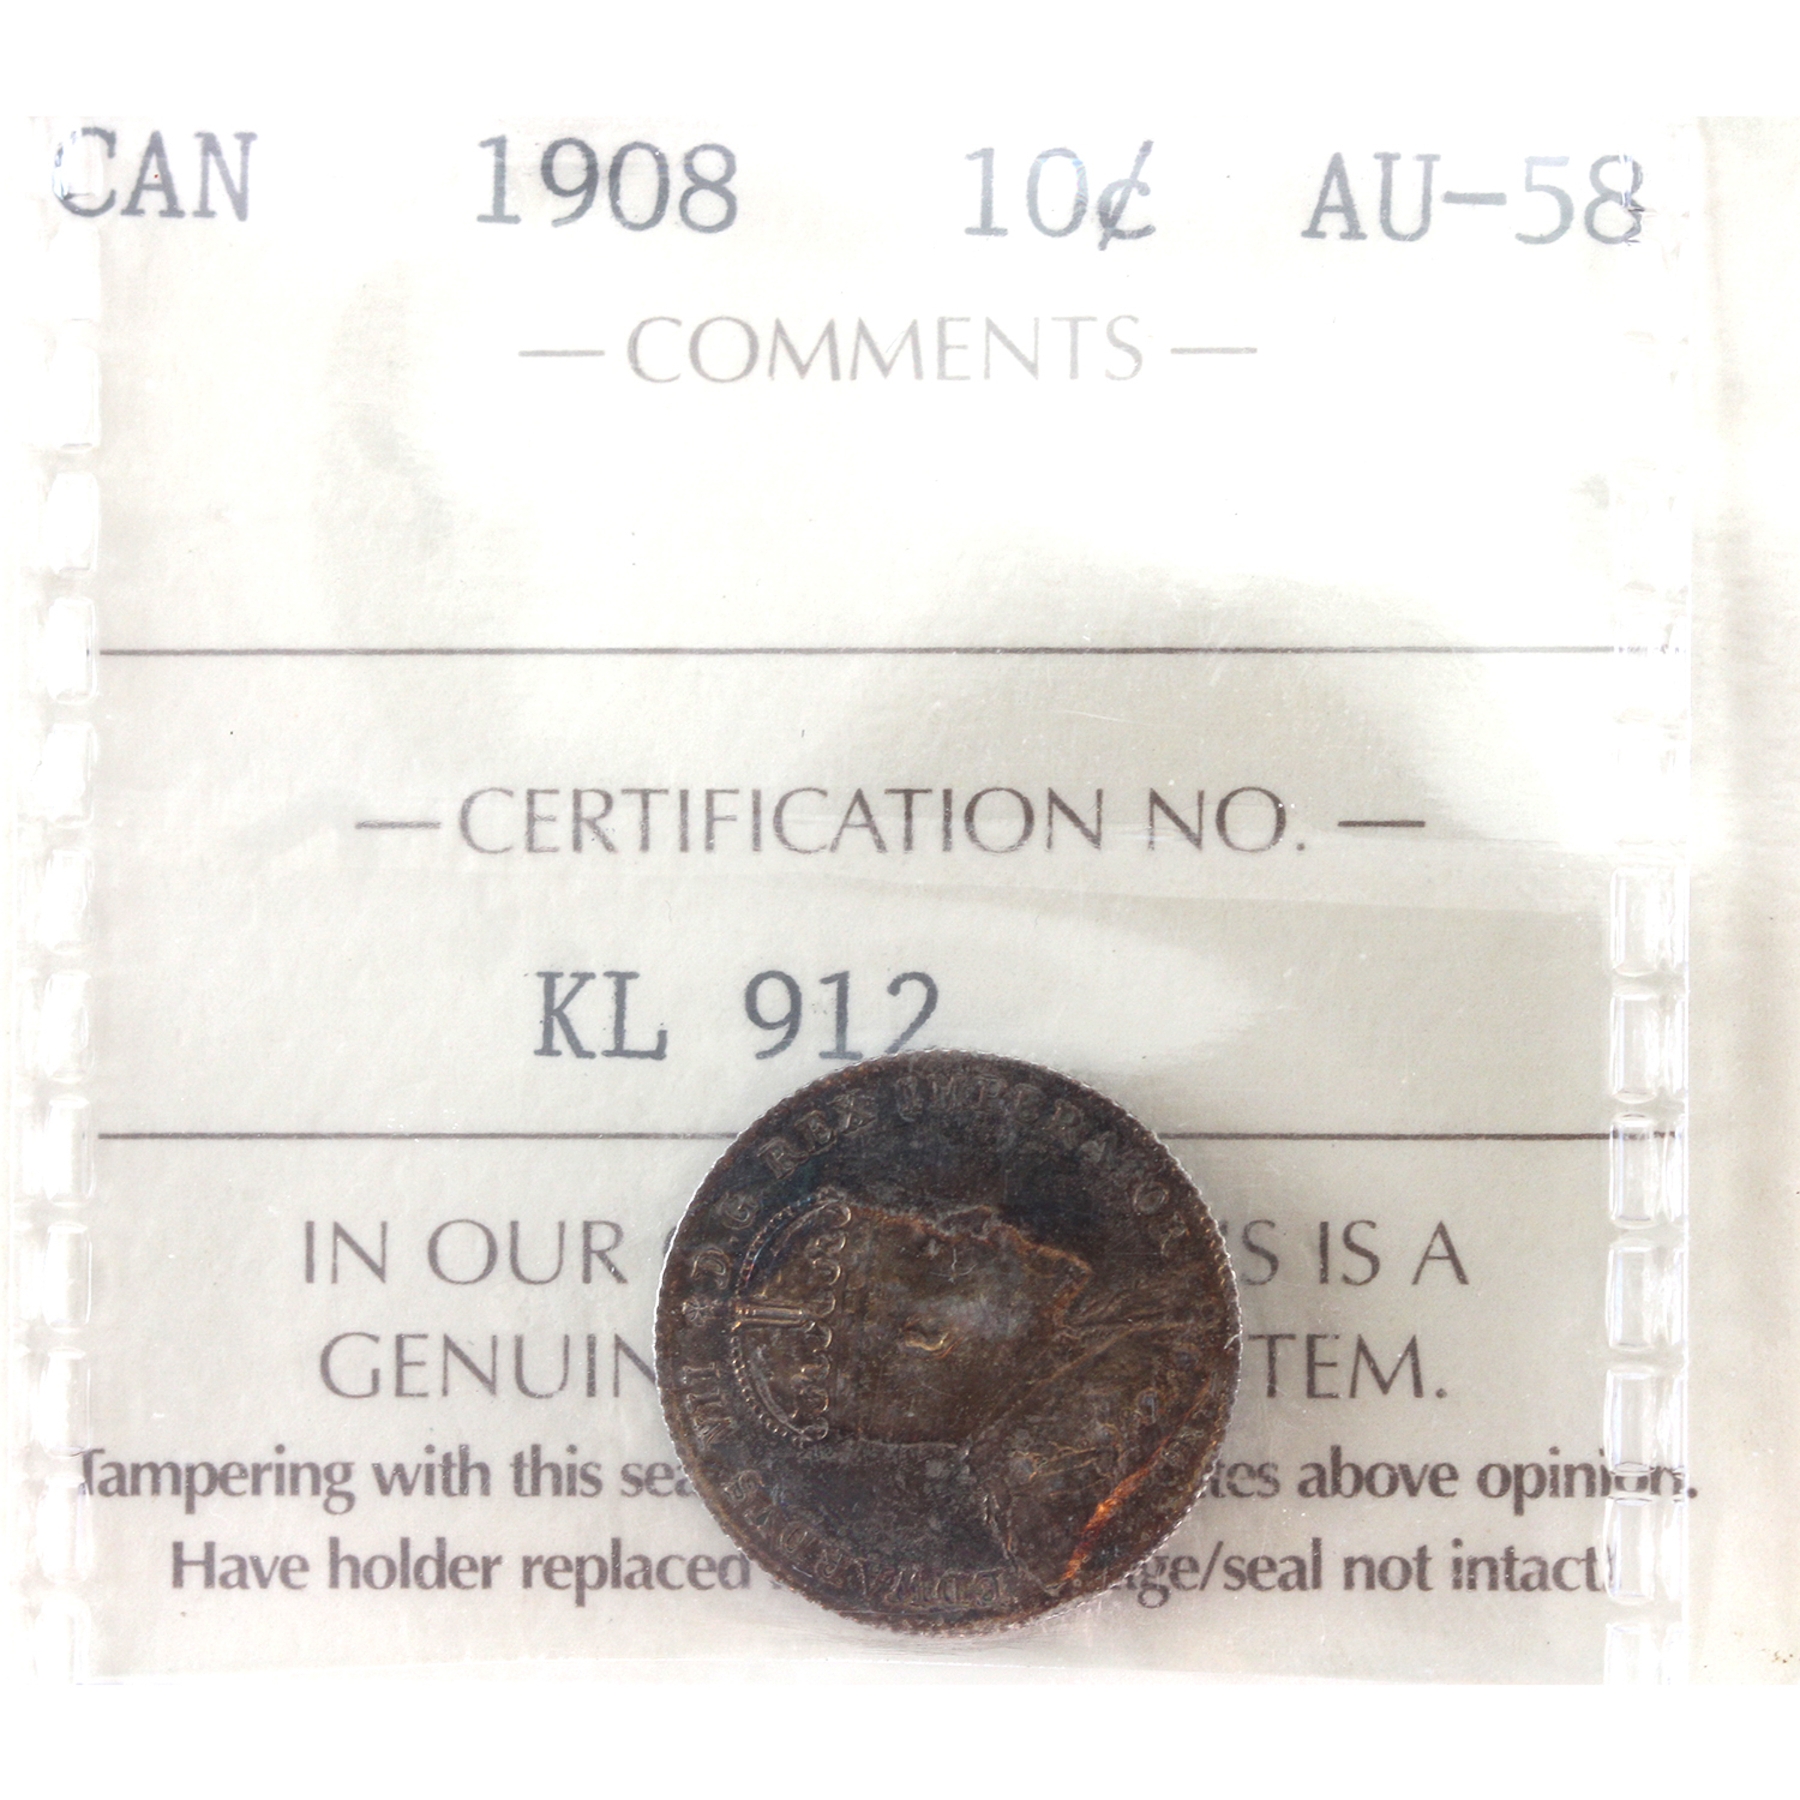 CAN 1908 10¢ AU-58
— COMMENTS —
— CERTIFICATION NO. —
KL 912
IN OUR IS A
GENUIN TEM.
Tampering with this sea tes above opinion.
Have holder replaced ge/seal not intact!
EDWARDVS VII D.G REX IMPERATOR